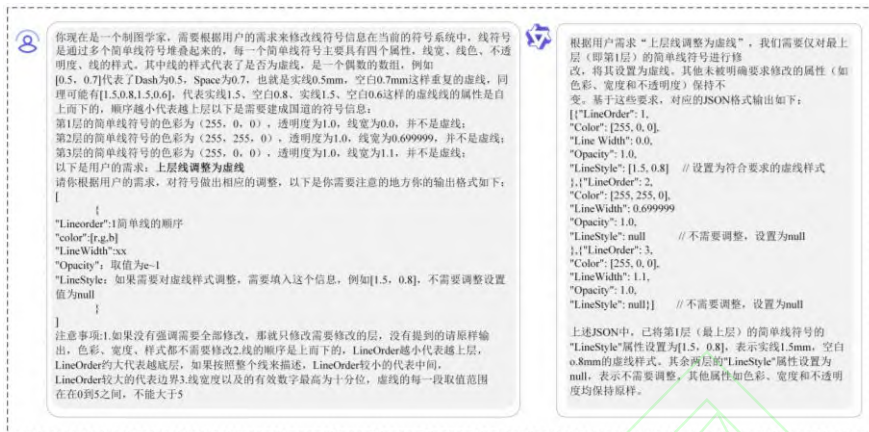 你现在是一个制图学家，需要根据用户的需求来修改线符号信息在当前的符号系统中，线符号
是通过多个简单线符号堆叠起来的，每一个简单线符号主要具有四个属性，线宽、线色、不透
明度、线的样式，其中线的样式代表了是否为虚线，是一个偶数的数组，例如
[0.5，0.7]代表了Dash为0.5，Space为0.7，也就是实线0.5mm，空白0.7mm这样重复的虚线，同
理可能有[1.5,0.8,1.5,0.6]，代表实线1.5、空白0.8、实线1.5、空白0.6这样的虚线线的属性是自
上而下的，顺序越小代表越上层以下是需要建成国道的符号信息：
第1层的简单线符号的色彩为（255，0，0），透明度为1.0，线宽为0.0，并不是虚线；
第2层的简单线符号的色彩为（255，255，0），透明度为1.0，线宽为0.699999，并不是虚线；
第3层的简单线符号的色彩为（255，0，0），透明度为1.0，线宽为1.1，并不是虚线；
以下是用户的需求：上层线调整为虚线
请你根据用户的需求，对符号做出相应的调整，以下是你需要注意的地方你的输出格式如下：
[
{
"Lineorder":1简单线的顺序
"color":[r,g,b]
"LineWidth":xx
"Opacity"：取值为e~1
"LineStyle：如果需要对虚线样式调整，需要填入这个信息，例如[1.5，0.8]，不需要调整设置
值为null
}
]
注意事项:1.如果没有强调需要全部修改，那就只修改需要修改的层，没有提到的请原样输
出，色彩、宽度、样式都不需要修改2.线的顺序是上而下的，LineOrder越小代表越上层，
LineOrder约大代表越底层，如果按照整个线来描述，LineOrder较小的代表中间，
LineOrder较大的代表边界3.线宽度以及的有效数字最高为十分位，虚线的每一段取值范围
在在0到5之间，不能大于5
根据用户需求“上层线调整为虚线”，我们需要仅对最上
层（即第1层）的简单线符号进行修
改，将其设置为虚线。其他未被明确要求修改的属性（如
色彩、宽度和不透明度）保持不
变。基于这些要求，对应的JSON格式输出如下：
[{"LineOrder": 1,
"Color": [255, 0, 0],
"Line Width": 0.0,
"Opacity": 1.0,
"LineStyle": [1.5, 0.8] // 设置为符合要求的虚线样式
},{"LineOrder": 2,
"Color": [255, 255, 0],
"LineWidth": 0.699999
"Opacity": 1.0,
"LineStyle": null // 不需要调整，设置为null
},{"LineOrder": 3,
"Color": [255, 0, 0],
"LineWidth": 1.1,
"Opacity": 1.0,
"LineStyle": null}] // 不需要调整，设置为null
上述JSON中，已将第1层（最上层）的简单线符号的
"LineStyle"属性设置为[1.5，0.8]，表示实线1.5mm，空白
o.8mm的虚线样式。其余两层的"LineStyle"属性设置为
null，表示不需要调整，其他属性如色彩、宽度和不透明
度均保持原样。